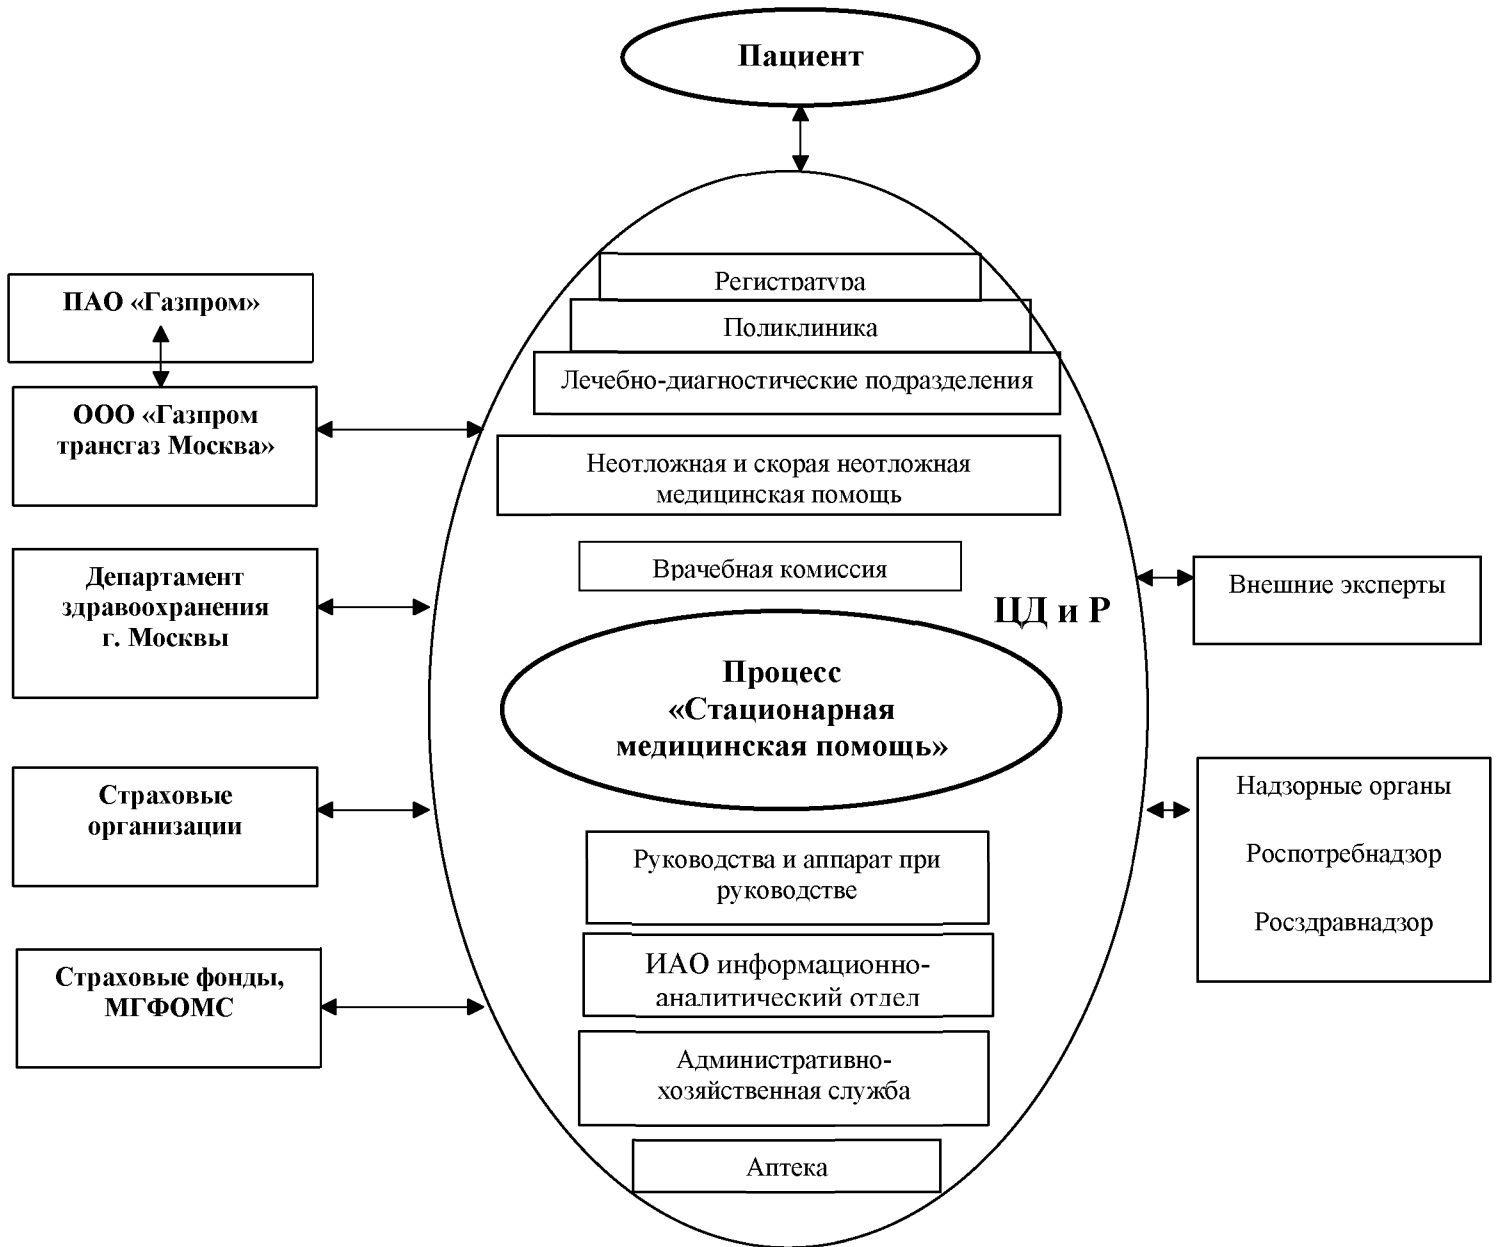 Пациент
Регистратура
Поликлиника
Лечебно-диагностические подразделения
Неотложная и скорая неотложная
медицинская помощь
Врачебная комиссия
ЦД и Р
Процесс
«Стационарная
медицинская помощь»
Руководства и аппарат при
руководстве
ИАО информационно-
аналитический отдел
Административно-
хозяйственная служба
Аптека
ПАО «Газпром»
ООО «Газпром
трансгаз Москва»
Департамент
здравоохранения
г. Москвы
Страховые
организации
Страховые фонды,
МГФОМС
Внешние эксперты
Надзорные органы
Роспотребнадзор
Росздравнадзор